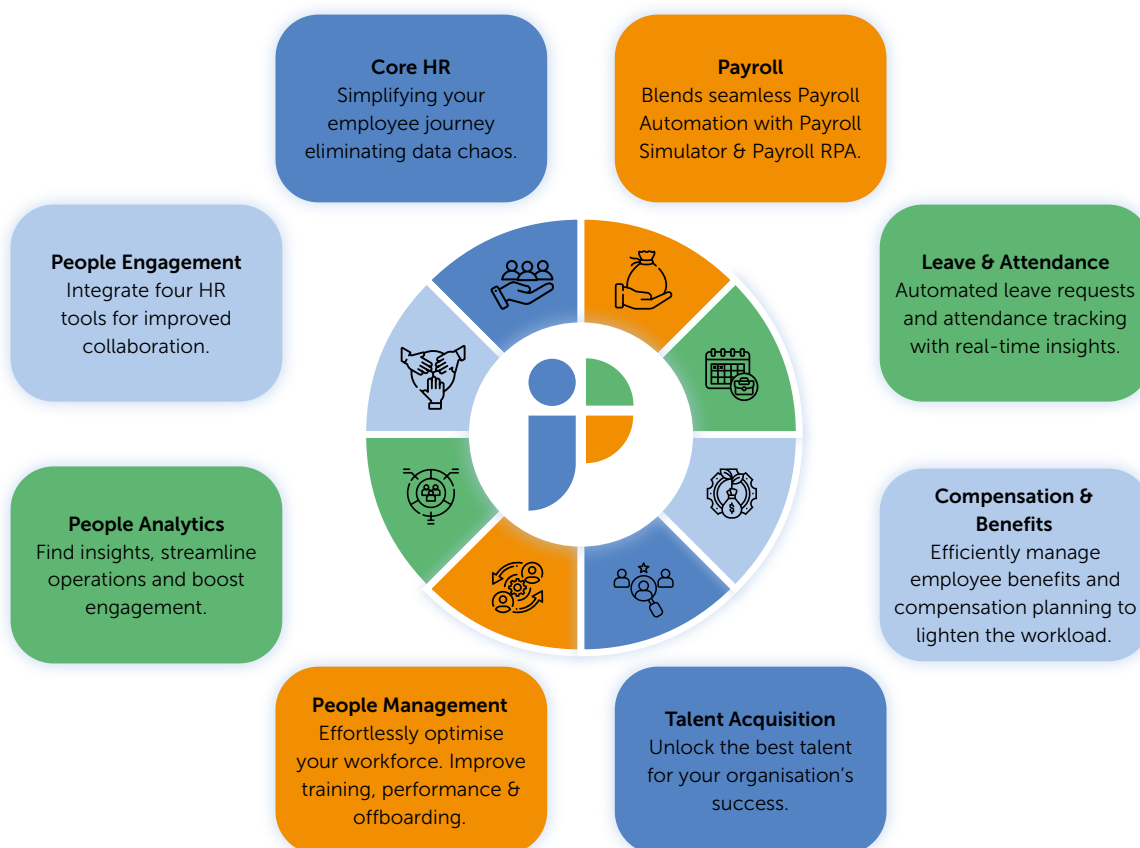 Core HR
Simplifying your
employee journey
eliminating data chaos.
Payroll
Blends seamless Payroll
Automation with Payroll
Simulator & Payroll RPA.
People Engagement
Integrate four HR
tools for improved
collaboration.
Leave & Attendance
Automated leave requests
and attendance tracking
with real-time insights.
People Analytics
Find insights, streamline
operations and boost
engagement.
Compensation &
Benefits
Efficiently manage
employee benefits and
compensation planning to
lighten the workload.
People Management
Effortlessly optimise
your workforce. Improve
training, performance &
offboarding.
Talent Acquisition
Unlock the best talent
for your organisation's
success.